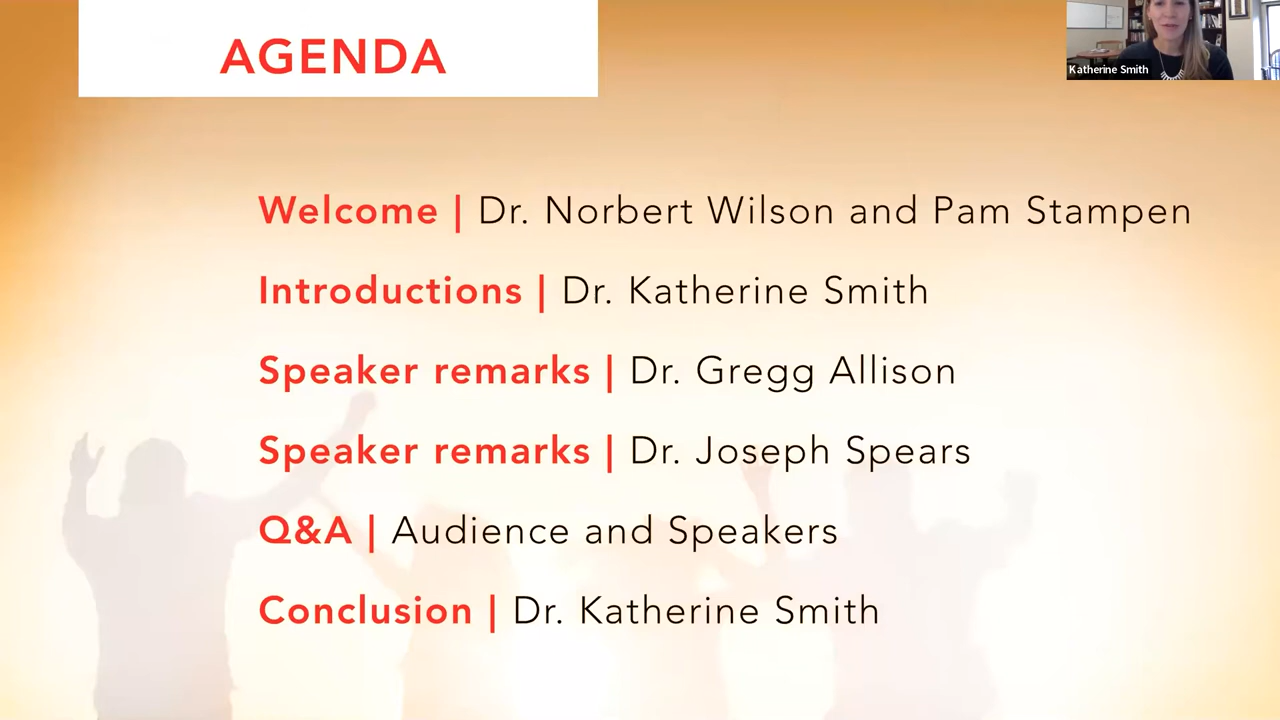 AGENDA
Katherine Smith
Welcome | Dr. Norbert Wilson and Pam Stampen
Introductions | Dr. Katherine Smith
Speaker remarks | Dr. Gregg Allison
Speaker remarks | Dr. Joseph Spears
Q&A | Audience and Speakers
Conclusion | Dr. Katherine Smith